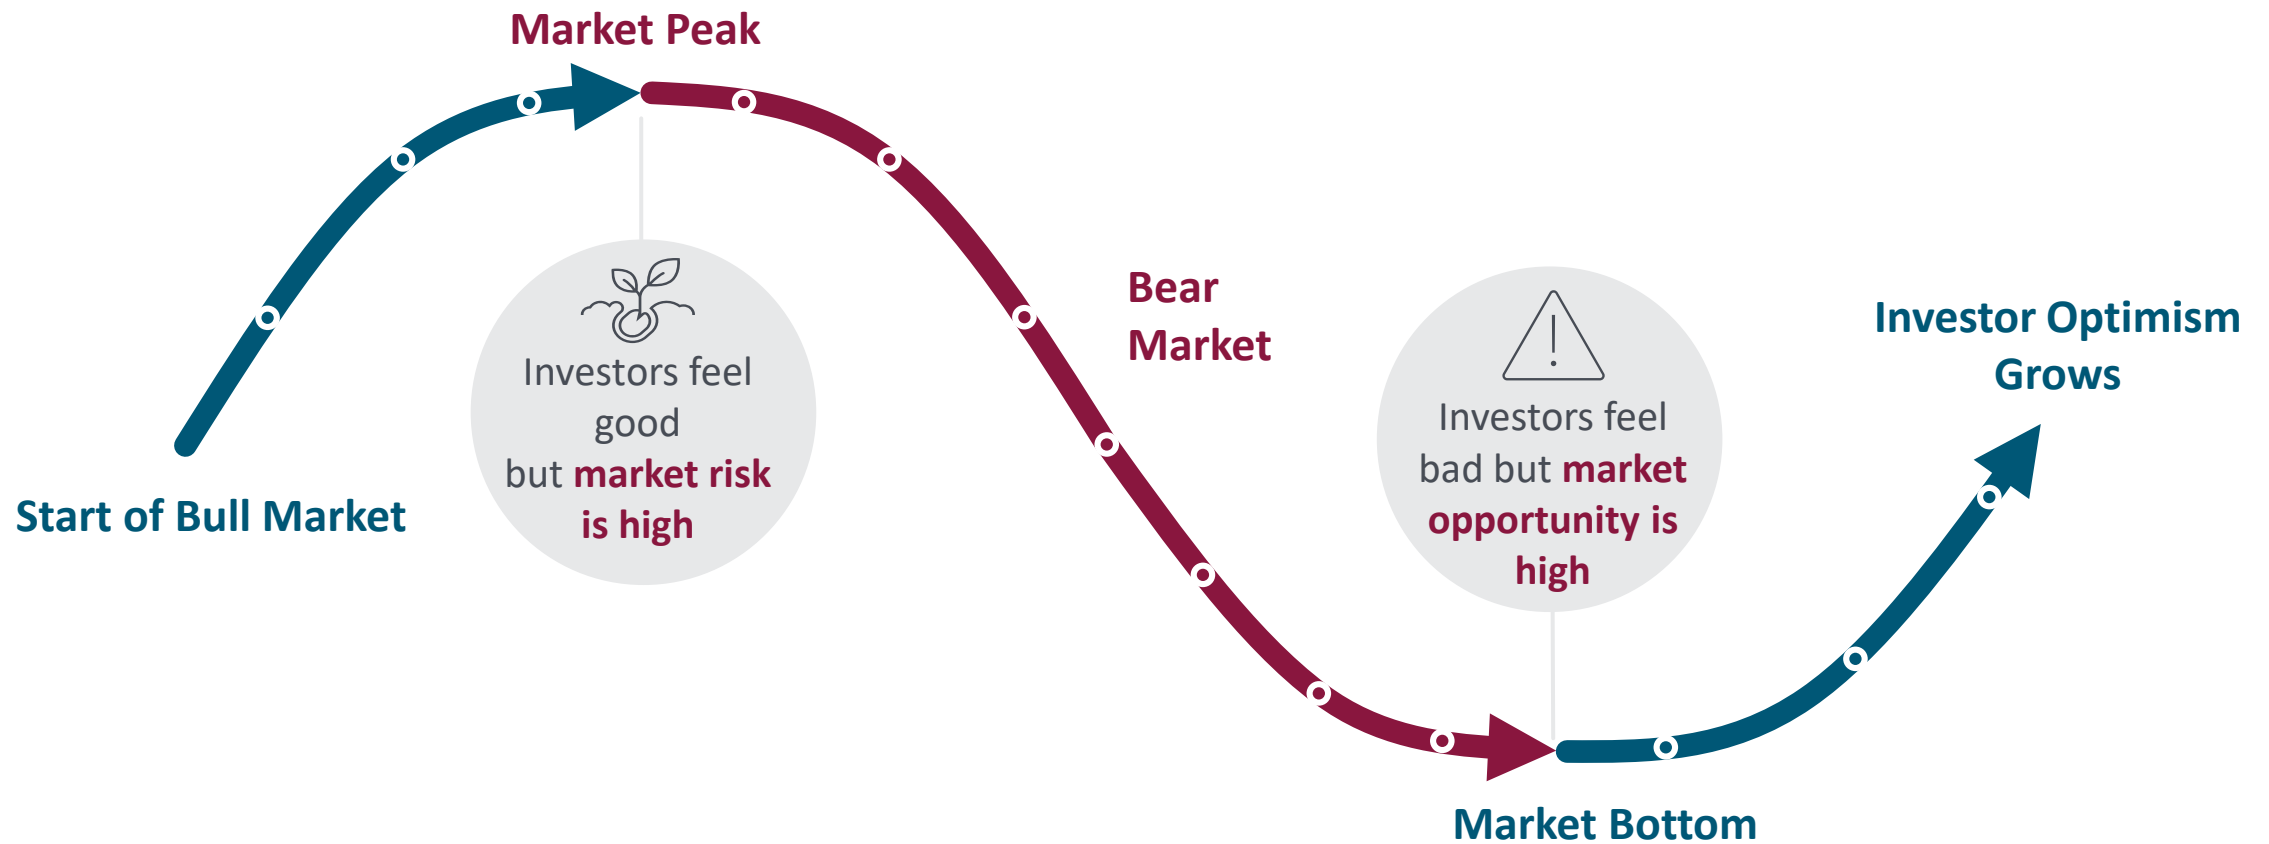 Market Peak
Start of Bull Market
Investors feel
good
but market risk
is high
Bear
Market
Investors feel
bad but market
opportunity is
high
Market Bottom
Investor Optimism
Grows